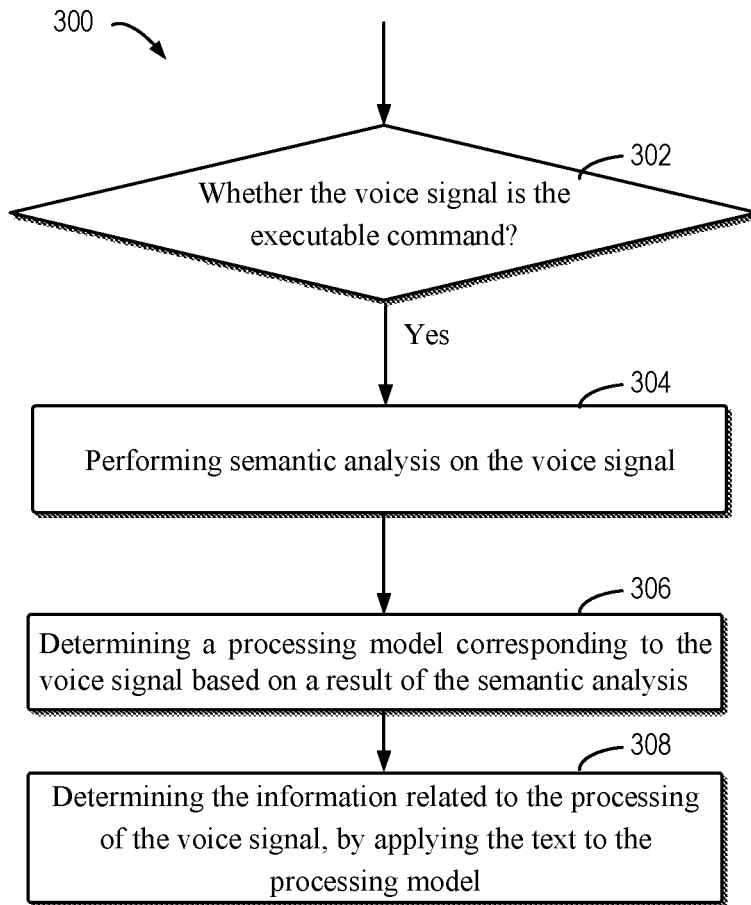 300
302
Whether the voice signal is the
executable command?
Yes
304
Performing semantic analysis on the voice signal
306
Determining a processing model corresponding to the
voice signal based on a result of the semantic analysis
308
Determining the information related to the processing
of the voice signal, by applying the text to the
processing model